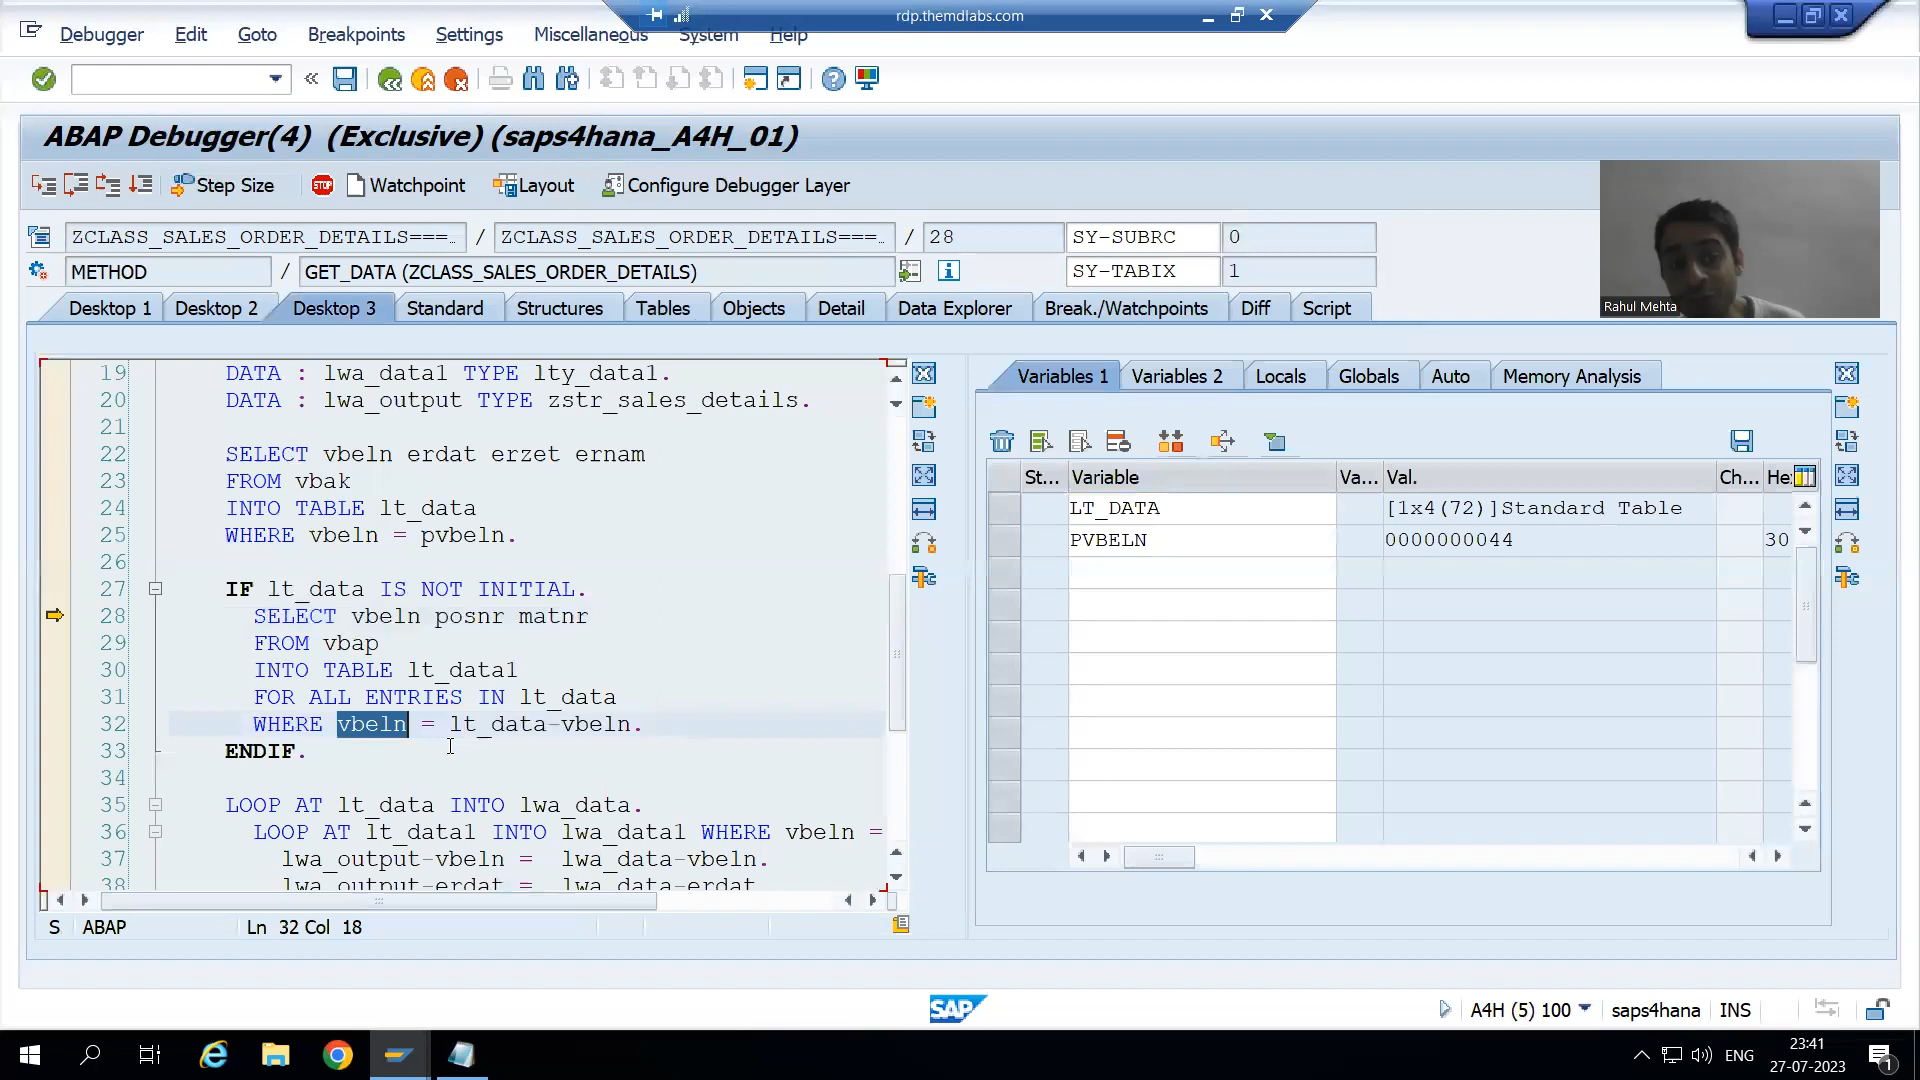 rdp.themdlabs.com
Debugger Edit Goto Breakpoints Settings Miscellaneous System Help
ABAP Debugger(4) (Exclusive) (saps4hana_A4H_01)
Step Size STOP Watchpoint Layout Configure Debugger Layer
ZCLASS_SALES_ORDER_DETAILS===… / ZCLASS_SALES_ORDER_DETAILS===… / 28 SY-SUBRC 0
METHOD / GET_DATA (ZCLASS_SALES_ORDER_DETAILS) SY-TABIX 1
Rahul Mehta
Desktop 1 Desktop 2 Desktop 3 Standard Structures Tables Objects Detail Data Explorer Break./Watchpoints Diff Script
19 DATA : lwa_data1 TYPE lty_data1.
20 DATA : lwa_output TYPE zstr_sales_details.
21
22 SELECT vbeln erdat erzet ernam
23 FROM vbak
24 INTO TABLE lt_data
25 WHERE vbeln = pvbeln.
26
27 IF lt_data IS NOT INITIAL.
28 SELECT vbeln posnr matnr
29 FROM vbap
30 INTO TABLE lt_data1
31 FOR ALL ENTRIES IN lt_data
32 WHERE vbeln = lt_data-vbeln.
33 ENDIF.
34
35 LOOP AT lt_data INTO lwa_data.
36 LOOP AT lt_data1 INTO lwa_data1 WHERE vbeln =
37 lwa_output-vbeln = lwa_data-vbeln.
38 lwa_output-erdat = lwa_data-erdat
S ABAP Ln 32 Col 18
Variables 1 Variables 2 Locals Globals Auto Memory Analysis
St... Variable Va... Val. Ch... Hex
LT_DATA [1x4(72)]Standard Table
PVBELN 0000000044 30
SAP
A4H (5) 100 saps4hana INS
ENG
23:41
27-07-2023
1